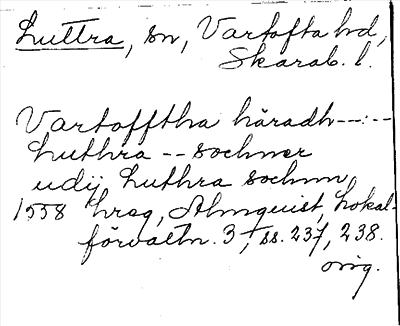 Luttra, sn, Vartofta hd,
Skarab. l.
Vartofftha häradh --:--
Luthra -- sochner
udij Luthra sochnn
1558 hrag, Almquist, Lokal-
förvaltn. 3, ss. 237, 238.
orig.